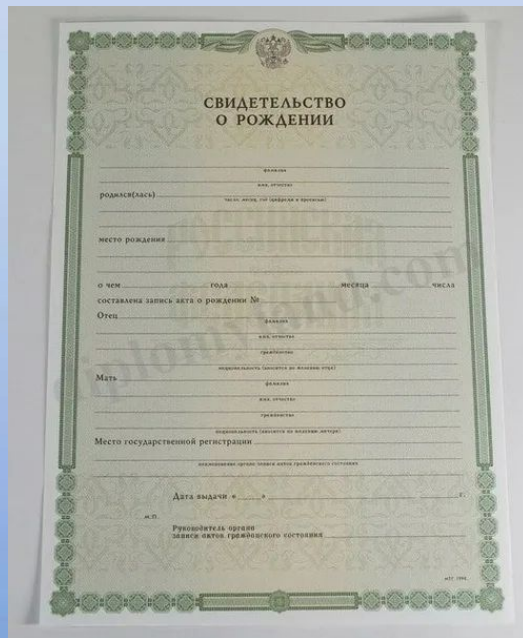 СВИДЕТЕЛЬСТВО
О РОЖДЕНИИ
фамилия
имя, отчество
родился(лась)
число, месяц, год (цифрами и прописью)
место рождения
о чем года месяца числа
составлена запись акта о рождении №
Отец
фамилия
имя, отчество
гражданство
национальность (вносится по желанию отца)
Мать
фамилия
имя, отчество
гражданство
национальность (вносится по желанию матери)
Место государственной регистрации
наименование органа записи актов гражданского состояния
Дата выдачи « » г.
М.П.
Руководитель органа
записи актов гражданского состояния
diplomyland.com